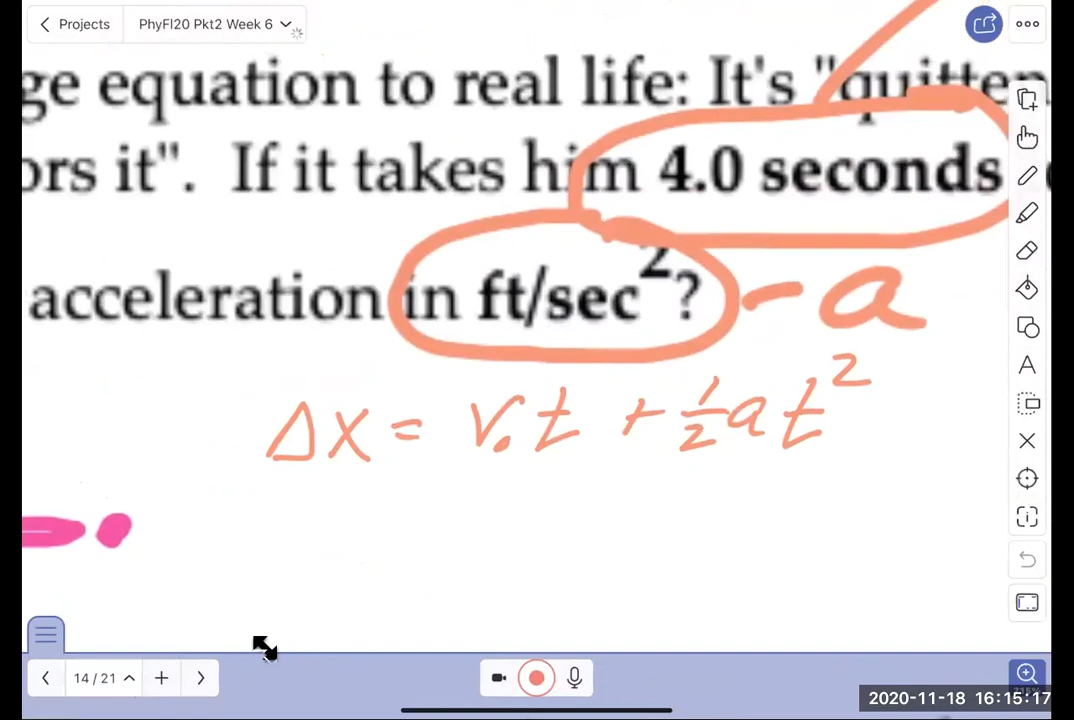 Projects PhyFl20 Pkt2 Week 6
ge equation to real life: It's "quitten
ors it". If it takes him 4.0 seconds
acceleration in ft/sec²? - a
Δx = v₀t + ½at²
14 / 21
2020-11-18 16:15:17